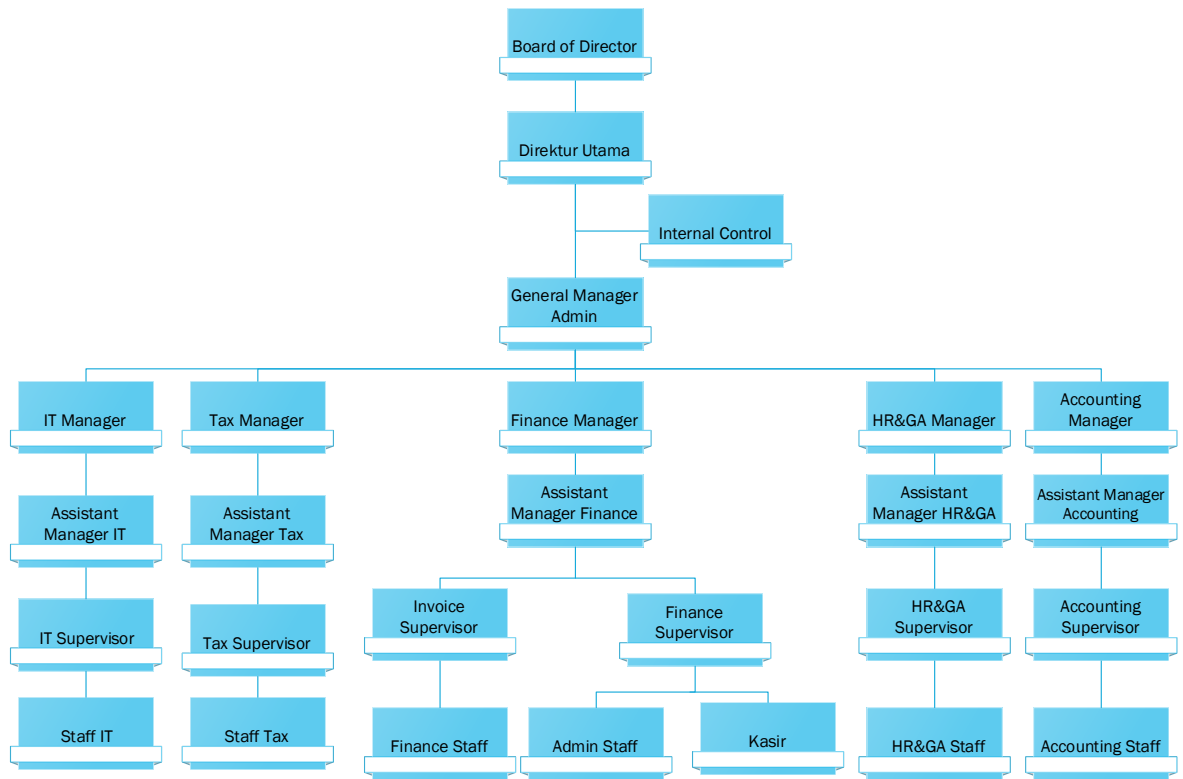 Board of Director
Direktur Utama
Internal Control
General Manager
Admin
IT Manager
Tax Manager
Finance Manager
HR&GA Manager
Accounting
Manager
Assistant
Manager IT
Assistant
Manager Tax
Assistant
Manager Finance
Assistant
Manager HR&GA
Assistant Manager
Accounting
IT Supervisor
Tax Supervisor
Invoice
Supervisor
Finance
Supervisor
HR&GA
Supervisor
Accounting
Supervisor
Staff IT
Staff Tax
Finance Staff
Admin Staff
Kasir
HR&GA Staff
Accounting Staff